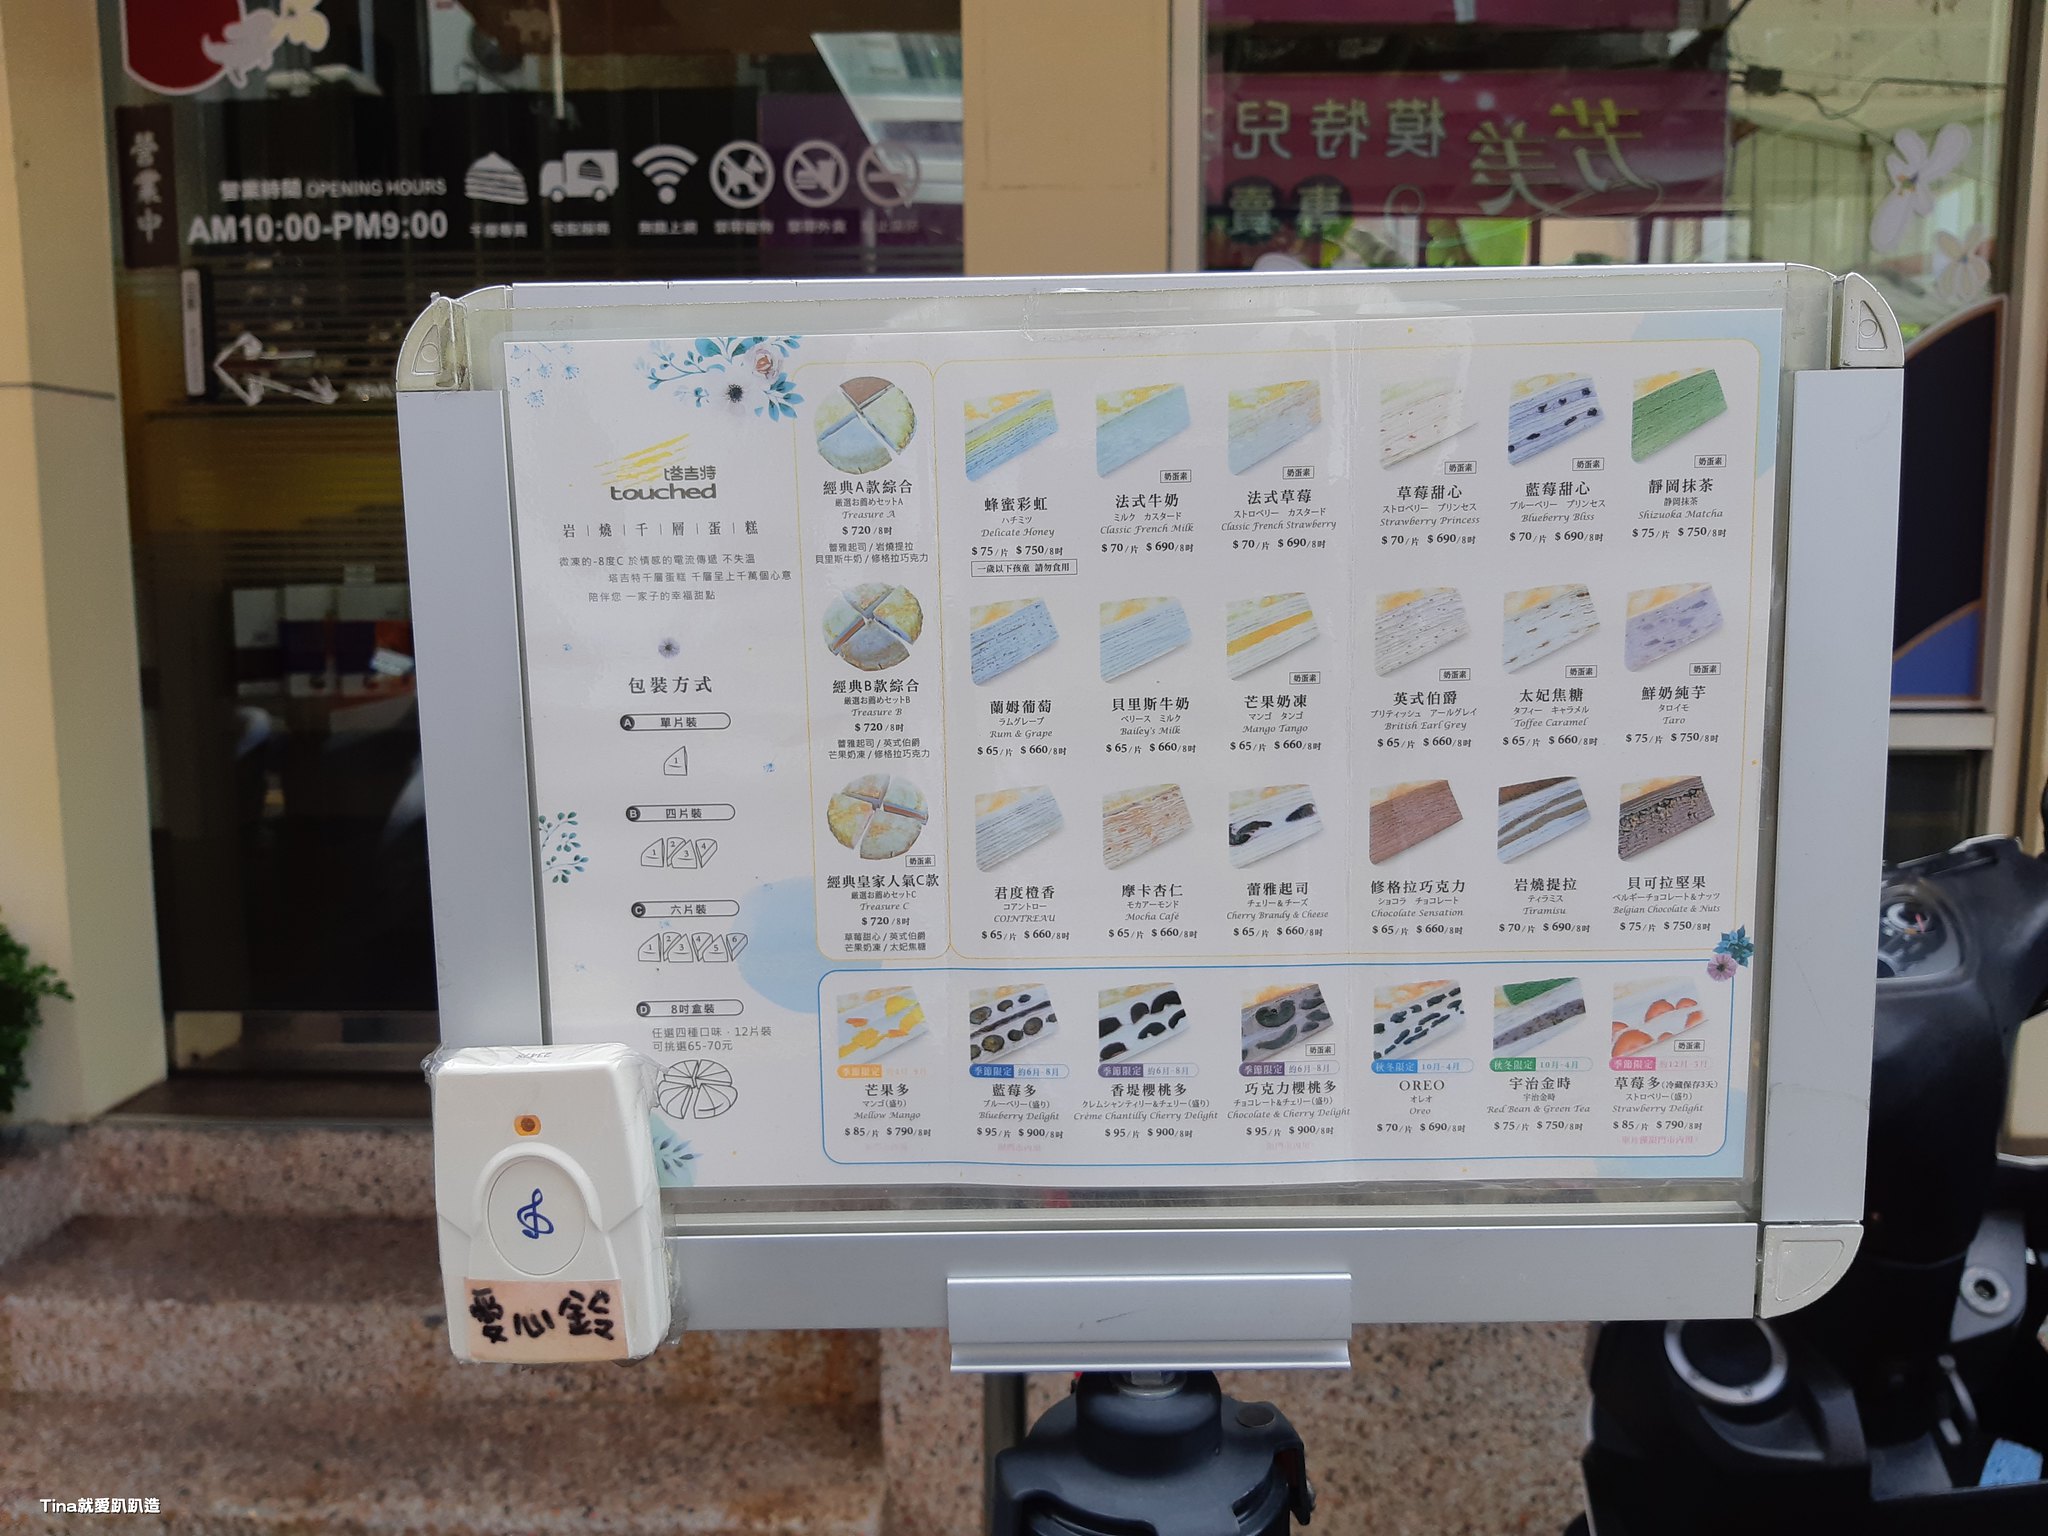 營業中
營業時間 OPENING HOURS
AM10:00-PM9:00
千層專賣
宅配服務
無線上網
禁帶寵物
禁帶外食
芳美
模特兒
專賣
塔吉特
touched
岩|燒|千|層|蛋|糕
微凍的-8度C 於情感的電流傳遞 不失溫
塔吉特千層蛋糕 千層呈上千萬個心意
陪伴您 一家子的幸福甜點
包裝方式
A 單片裝
1
B 四片裝
1 2 3 4
C 六片裝
1 2 3 4 5 6
D 8吋盒裝
任選四種口味・12片裝
可挑選65-70元
經典A款綜合
厳選お薦めセットA
Treasure A
$ 720 / 8吋
蕾雅起司 / 岩燒提拉
貝里斯牛奶 / 修格拉巧克力
經典B款綜合
厳選お薦めセットB
Treasure B
$ 720 / 8吋
蕾雅起司 / 英式伯爵
芒果奶凍 / 修格拉巧克力
奶蛋素
經典皇家人氣C款
厳選お薦めセットC
Treasure C
$ 720 / 8吋
草莓甜心 / 英式伯爵
芒果奶凍 / 太妃焦糖
蜂蜜彩虹
ハチミツ
Delicate Honey
$ 75 / 片 $ 750 / 8吋
一歲以下孩童 請勿食用
奶蛋素
法式牛奶
ミルク カスタード
Classic French Milk
$ 70 / 片 $ 690 / 8吋
奶蛋素
法式草莓
ストロベリー カスタード
Classic French Strawberry
$ 70 / 片 $ 690 / 8吋
奶蛋素
草莓甜心
ストロベリー プリンセス
Strawberry Princess
$ 70 / 片 $ 690 / 8吋
奶蛋素
藍莓甜心
ブルーベリー プリンセス
Blueberry Bliss
$ 70 / 片 $ 690 / 8吋
奶蛋素
靜岡抹茶
静岡抹茶
Shizuoka Matcha
$ 75 / 片 $ 750 / 8吋
蘭姆葡萄
ラムグレープ
Rum & Grape
$ 65 / 片 $ 660 / 8吋
貝里斯牛奶
ベリース ミルク
Bailey's Milk
$ 65 / 片 $ 660 / 8吋
奶蛋素
芒果奶凍
マンゴ タンゴ
Mango Tango
$ 65 / 片 $ 660 / 8吋
奶蛋素
英式伯爵
ブリティッシュ アールグレイ
British Earl Grey
$ 65 / 片 $ 660 / 8吋
奶蛋素
太妃焦糖
タフィー キャラメル
Toffee Caramel
$ 65 / 片 $ 660 / 8吋
奶蛋素
鮮奶純芋
タロイモ
Taro
$ 75 / 片 $ 750 / 8吋
君度橙香
コアントロー
COINTREAU
$ 65 / 片 $ 660 / 8吋
摩卡杏仁
モカアーモンド
Mocha Café
$ 65 / 片 $ 660 / 8吋
蕾雅起司
チェリー＆チーズ
Cherry Brandy & Cheese
$ 65 / 片 $ 660 / 8吋
修格拉巧克力
ショコラ チョコレート
Chocolate Sensation
$ 65 / 片 $ 660 / 8吋
岩燒提拉
ティラミス
Tiramisu
$ 70 / 片 $ 690 / 8吋
貝可拉堅果
ベルギーチョコレート＆ナッツ
Belgian Chocolate & Nuts
$ 75 / 片 $ 750 / 8吋
季節限定
芒果多
マンゴ(盛り)
Mellow Mango
$ 85 / 片 $ 790 / 8吋
季節限定 約6月-8月
藍莓多
ブルーベリー(盛り)
Blueberry Delight
$ 95 / 片 $ 900 / 8吋
季節限定 約6月-8月
香堤櫻桃多
クレムシャンティリー＆チェリー(盛り)
Crème Chantilly Cherry Delight
$ 95 / 片 $ 900 / 8吋
奶蛋素
季節限定 約6月-8月
巧克力櫻桃多
チョコレート＆チェリー(盛り)
Chocolate & Cherry Delight
$ 95 / 片 $ 900 / 8吋
秋冬限定 10月-4月
OREO
オレオ
Oreo
$ 70 / 片 $ 690 / 8吋
秋冬限定 10月-4月
宇治金時
宇治金時
Red Bean & Green Tea
$ 75 / 片 $ 750 / 8吋
奶蛋素
季節限定 約12月-5月
草莓多(冷藏保存3天)
ストロベリー(盛り)
Strawberry Delight
$ 85 / 片 $ 790 / 8吋
愛心鈴
Tina就愛趴趴造